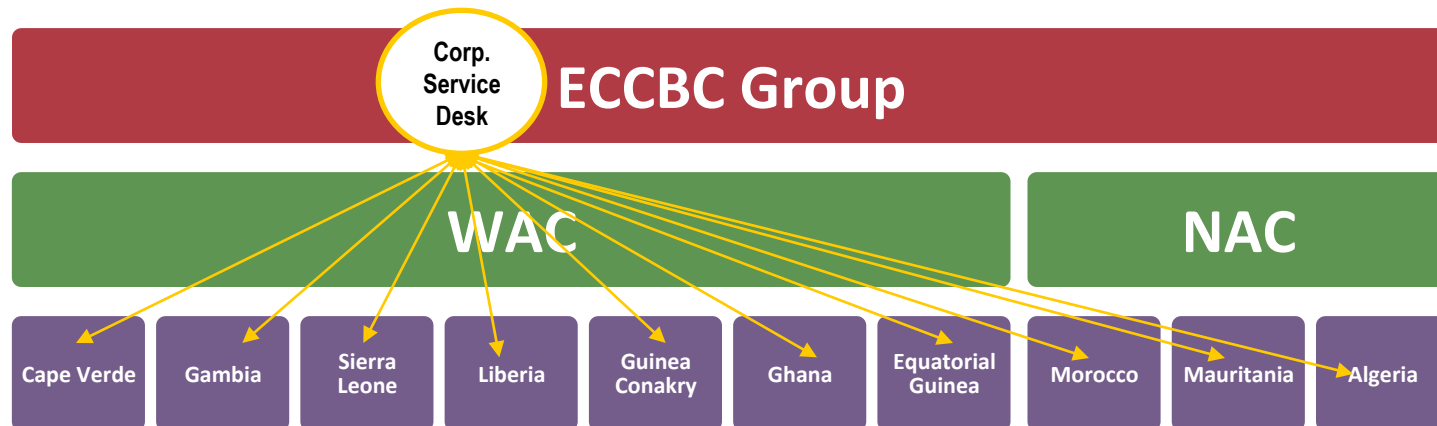 Corp.
Service
Desk
ECCBC Group
WAC
NAC
Cape Verde
Gambia
Sierra
Leone
Liberia
Guinea
Conakry
Ghana
Equatorial
Guinea
Morocco
Mauritania
Algeria